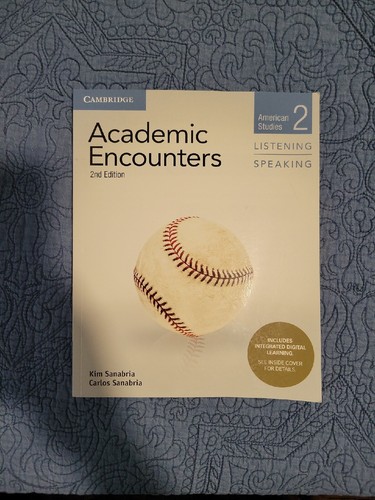 CAMBRIDGE
American
Studies
2
LISTENING
SPEAKING
Academic
Encounters
2nd Edition
INCLUDES
INTEGRATED DIGITAL
LEARNING
SEE INSIDE COVER
FOR DETAILS
Kim Sanabria
Carlos Sanabria